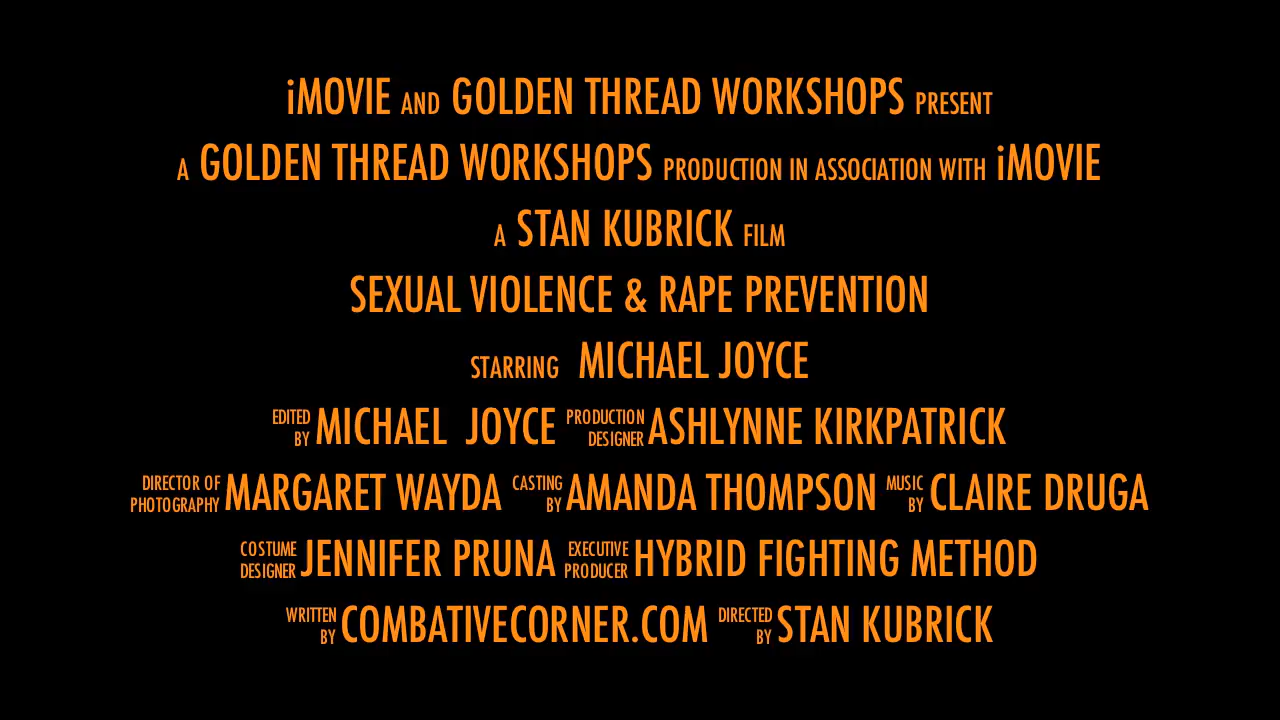 iMOVIE AND GOLDEN THREAD WORKSHOPS PRESENT
A GOLDEN THREAD WORKSHOPS PRODUCTION IN ASSOCIATION WITH iMOVIE
A STAN KUBRICK FILM
SEXUAL VIOLENCE & RAPE PREVENTION
STARRING MICHAEL JOYCE
EDITED BY MICHAEL JOYCE PRODUCTION DESIGNER ASHLYNNE KIRKPATRICK
DIRECTOR OF PHOTOGRAPHY MARGARET WAYDA CASTING BY AMANDA THOMPSON MUSIC BY CLAIRE DRUGA
COSTUME DESIGNER JENNIFER PRUNA EXECUTIVE PRODUCER HYBRID FIGHTING METHOD
WRITTEN BY COMBATIVECORNER.COM DIRECTED BY STAN KUBRICK